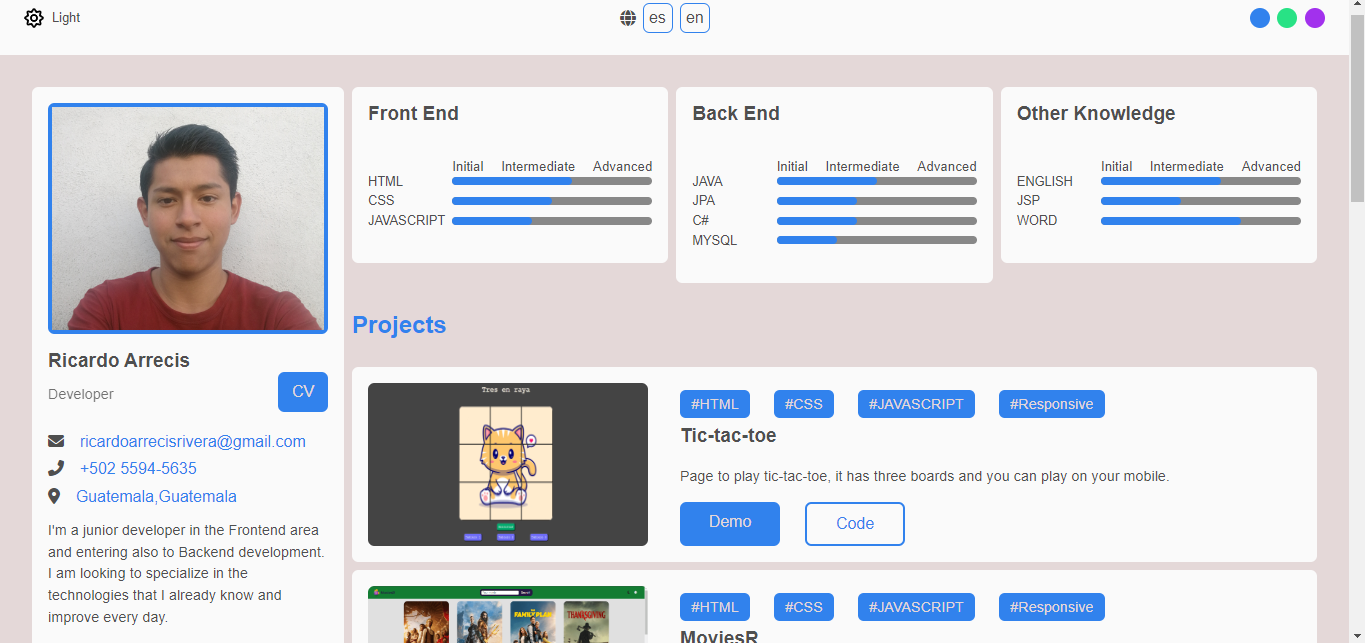 Light
es en
Ricardo Arrecis
Developer
CV
ricardoarrecisrivera@gmail.com
+502 5594-5635
Guatemala,Guatemala
I'm a junior developer in the Frontend area
and entering also to Backend development.
I am looking to specialize in the
technologies that I already know and
improve every day.
Front End
Initial Intermediate Advanced
HTML
CSS
JAVASCRIPT
Back End
Initial Intermediate Advanced
JAVA
JPA
C#
MYSQL
Other Knowledge
Initial Intermediate Advanced
ENGLISH
JSP
WORD
Projects
Tres en raya
#HTML #CSS #JAVASCRIPT #Responsive
Tic-tac-toe
Page to play tic-tac-toe, it has three boards and you can play on your mobile.
Demo Code
THE FAMILY PLAN
THANKSGIVING
#HTML #CSS #JAVASCRIPT #Responsive
MoviesR